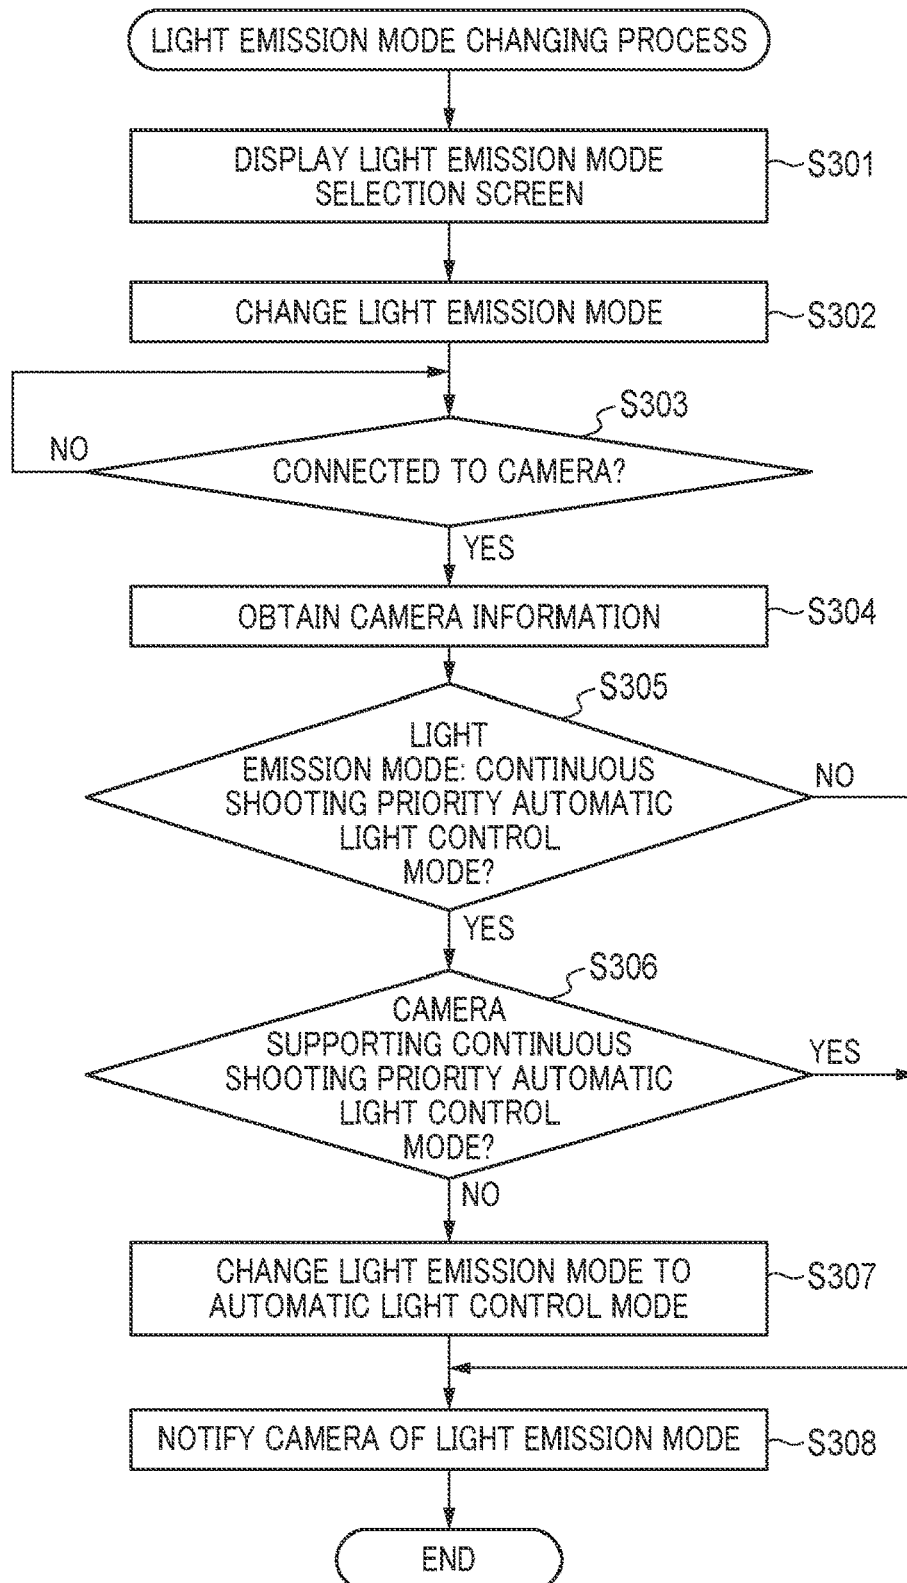 LIGHT EMISSION MODE CHANGING PROCESS
DISPLAY LIGHT EMISSION MODE
SELECTION SCREEN
S301
CHANGE LIGHT EMISSION MODE
S302
S303
NO
CONNECTED TO CAMERA?
YES
OBTAIN CAMERA INFORMATION
S304
S305
LIGHT
EMISSION MODE: CONTINUOUS
SHOOTING PRIORITY AUTOMATIC
LIGHT CONTROL
MODE?
NO
YES
S306
CAMERA
SUPPORTING CONTINUOUS
SHOOTING PRIORITY AUTOMATIC
LIGHT CONTROL
MODE?
YES
NO
CHANGE LIGHT EMISSION MODE TO
AUTOMATIC LIGHT CONTROL MODE
S307
NOTIFY CAMERA OF LIGHT EMISSION MODE
S308
END